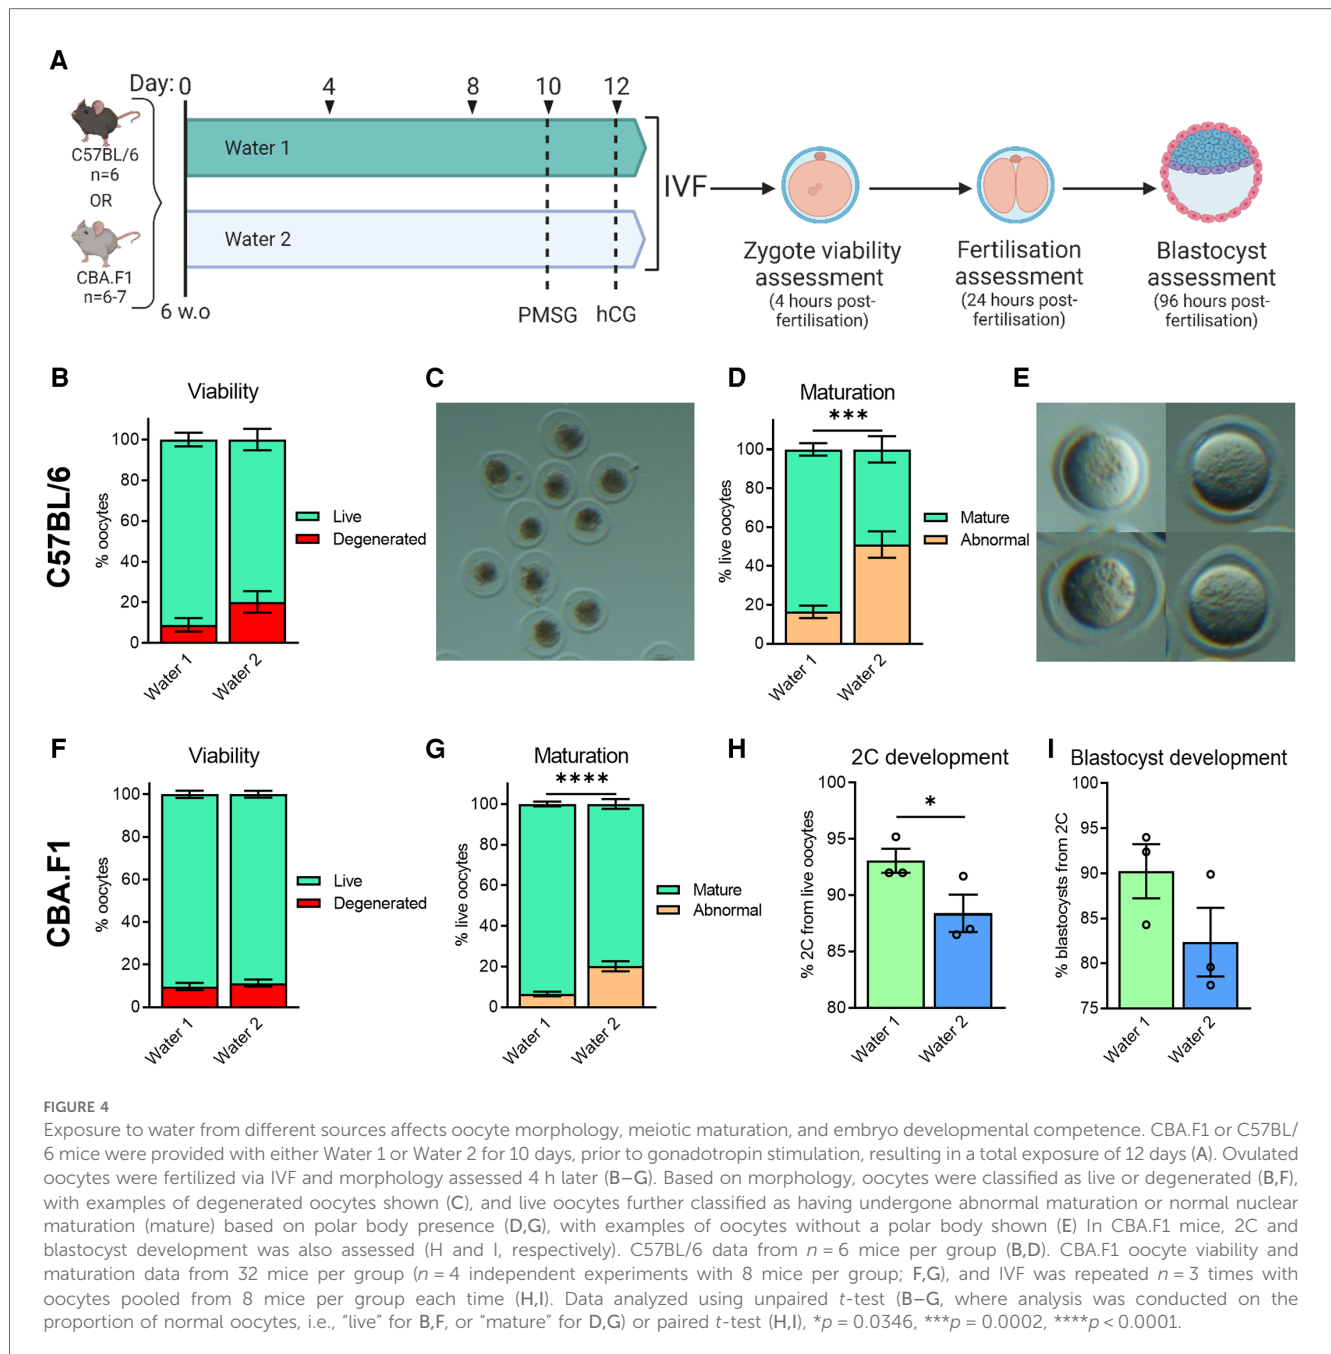 A
Day: 0 4 8 10 12
C57BL/6
n=6
OR
CBA.F1
n=6-7
Water 1
Water 2
6 w.o
PMSG hCG
IVF
Zygote viability
assessment
(4 hours post-
fertilisation)
Fertilisation
assessment
(24 hours post-
fertilisation)
Blastocyst
assessment
(96 hours post-
fertilisation)
C57BL/6
B
Viability
% oocytes
100
80
60
40
20
0
Water 1
Water 2
Live
Degenerated
C
D
Maturation
***
% live oocytes
100
80
60
40
20
0
Water 1
Water 2
Mature
Abnormal
E
CBA.F1
F
Viability
% oocytes
100
80
60
40
20
0
Water 1
Water 2
Live
Degenerated
G
Maturation
****
% live oocytes
100
80
60
40
20
0
Water 1
Water 2
Mature
Abnormal
H
2C development
*
% 2C from live oocytes
100
95
90
85
80
Water 1
Water 2
I
Blastocyst development
% blastocysts from 2C
100
95
90
85
80
75
Water 1
Water 2
FIGURE 4
Exposure to water from different sources affects oocyte morphology, meiotic maturation, and embryo developmental competence. CBA.F1 or C57BL/
6 mice were provided with either Water 1 or Water 2 for 10 days, prior to gonadotropin stimulation, resulting in a total exposure of 12 days (A). Ovulated
oocytes were fertilized via IVF and morphology assessed 4 h later (B–G). Based on morphology, oocytes were classified as live or degenerated (B,F),
with examples of degenerated oocytes shown (C), and live oocytes further classified as having undergone abnormal maturation or normal nuclear
maturation (mature) based on polar body presence (D,G), with examples of oocytes without a polar body shown (E) In CBA.F1 mice, 2C and
blastocyst development was also assessed (H and I, respectively). C57BL/6 data from n = 6 mice per group (B,D). CBA.F1 oocyte viability and
maturation data from 32 mice per group (n = 4 independent experiments with 8 mice per group; F,G), and IVF was repeated n = 3 times with
oocytes pooled from 8 mice per group each time (H,I). Data analyzed using unpaired t-test (B–G, where analysis was conducted on the
proportion of normal oocytes, i.e., “live” for B,F, or “mature” for D,G) or paired t-test (H,I), *p = 0.0346, ***p = 0.0002, ****p < 0.0001.